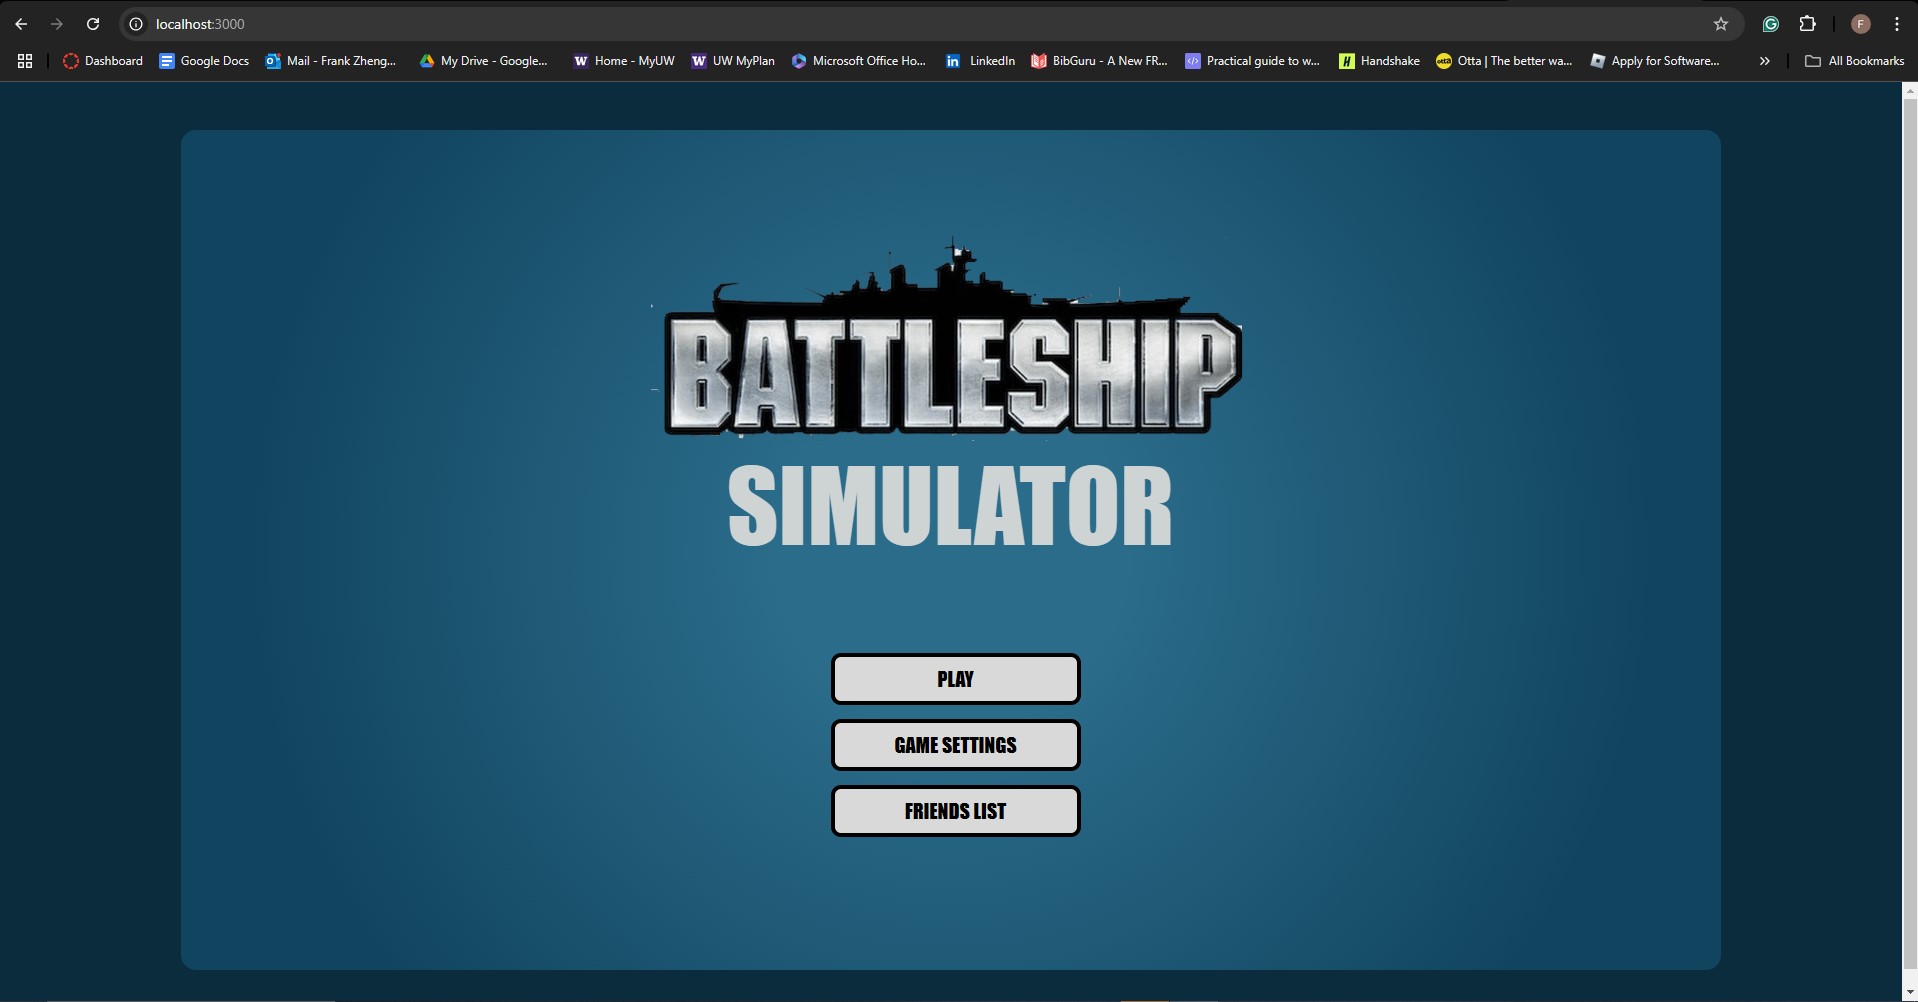 localhost:3000
F
Dashboard
Google Docs
Mail - Frank Zheng...
My Drive - Google...
W
Home - MyUW
W
UW MyPlan
Microsoft Office Ho...
in
LinkedIn
BibGuru - A New FR...
</>
Practical guide to w...
H
Handshake
otta
Otta | The better wa...
Apply for Software...
All Bookmarks
BATTLESHIP
SIMULATOR
PLAY
GAME SETTINGS
FRIENDS LIST